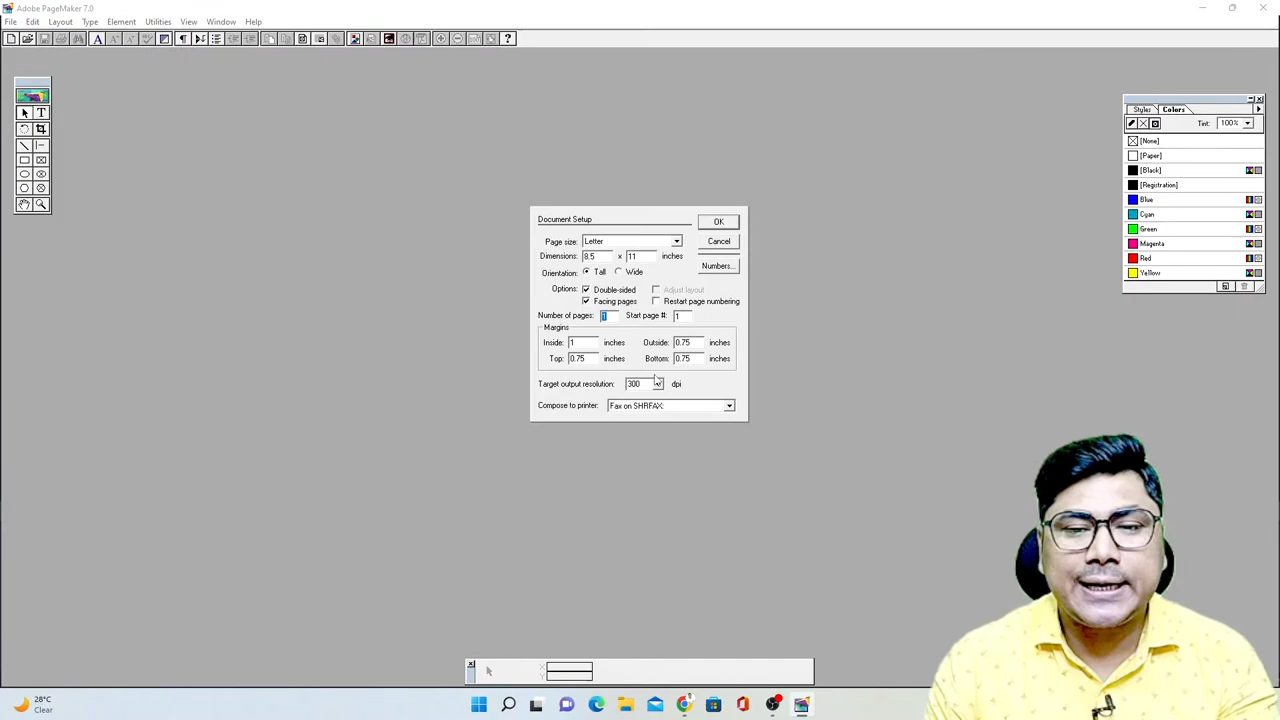 Adobe PageMaker 7.0
File Edit Layout Type Element Utilities View Window Help
Document Setup
OK
Page size: Letter
Cancel
Dimensions: 8.5 x 11 inches
Orientation: Tall Wide
Numbers...
Options: Double-sided Adjust layout
Facing pages Restart page numbering
Number of pages: 1 Start page #: 1
Margins
Inside: 1 inches Outside: 0.75 inches
Top: 0.75 inches Bottom: 0.75 inches
Target output resolution: 300 dpi
Compose to printer: Fax on SHRFAX:
Styles Colors
Tint: 100%
[None]
[Paper]
[Black]
[Registration]
Blue
Cyan
Green
Magenta
Red
Yellow
X
Y
28°C
Clear